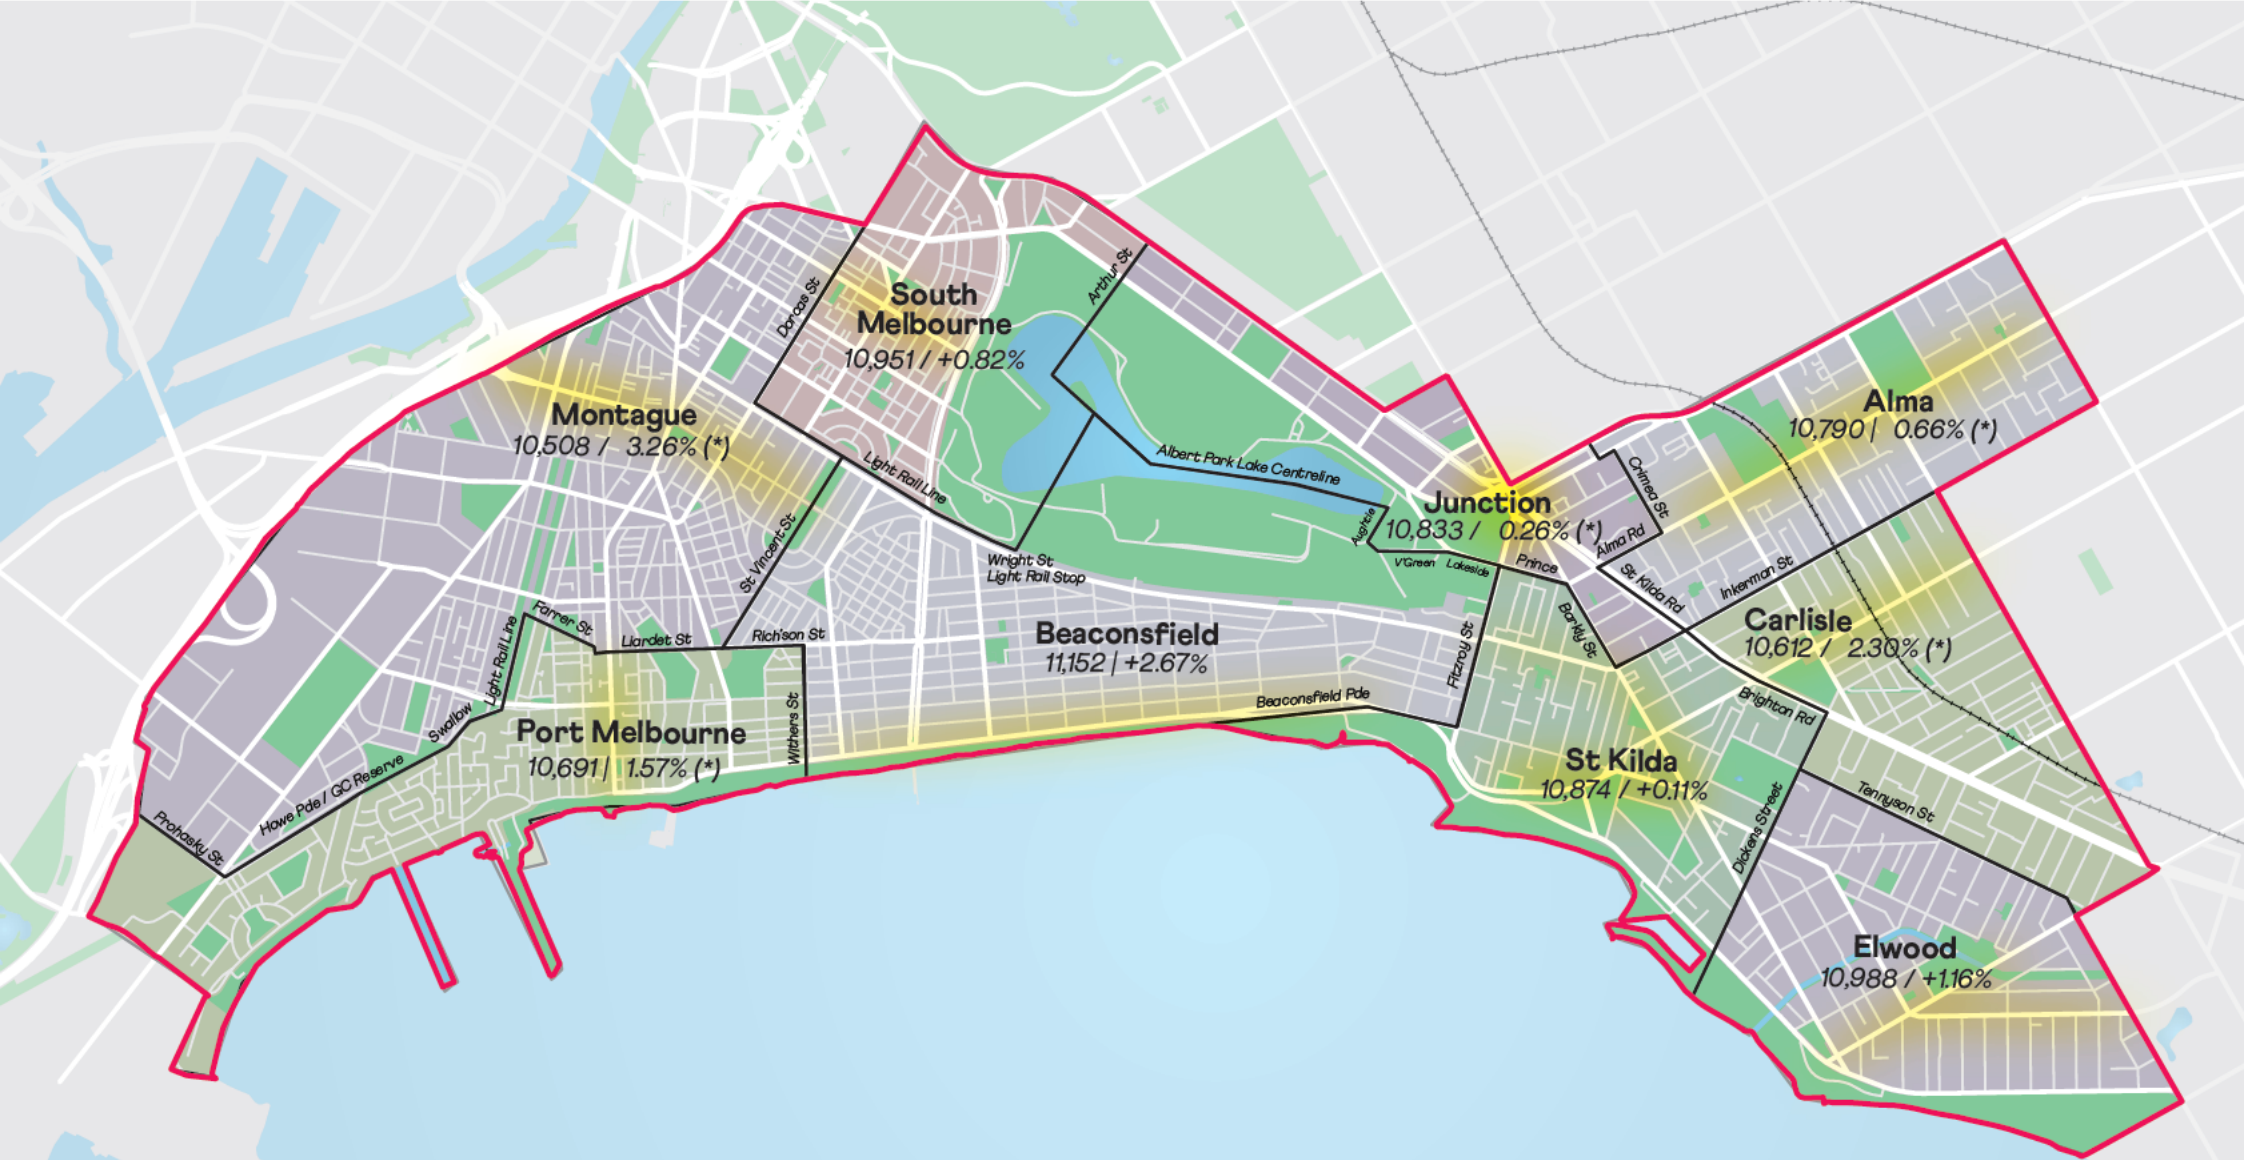 South
Melbourne
10,951 / +0.82%
Dorcas St
Arthur St
Montague
10,508 / 3.26% (*)
Light Rail Line
Albert Park Lake Centreline
Alma
10,790 | 0.66% (*)
Crimea St
Junction
10,833 / 0.26% (*)
Aughtie
Alma Rd
V'Green
Lakeside
Prince
St Vincent St
Wright St
Light Rail Stop
St Kilda Rd
Inkerman St
Carlisle
10,612 / 2.30% (*)
Farrer St
Liardet St
Rich'son St
Beaconsfield
11,152 | +2.67%
Fitzroy St
Barkly St
Light Rail Line
Beaconsfield Pde
Brighton Rd
Swallow
Port Melbourne
10,691 | 1.57% (*)
Withers St
St Kilda
10,874 / +0.11%
Howe Pde / GC Reserve
Prohasky St
Dickens Street
Tennyson St
Elwood
10,988 / +1.16%